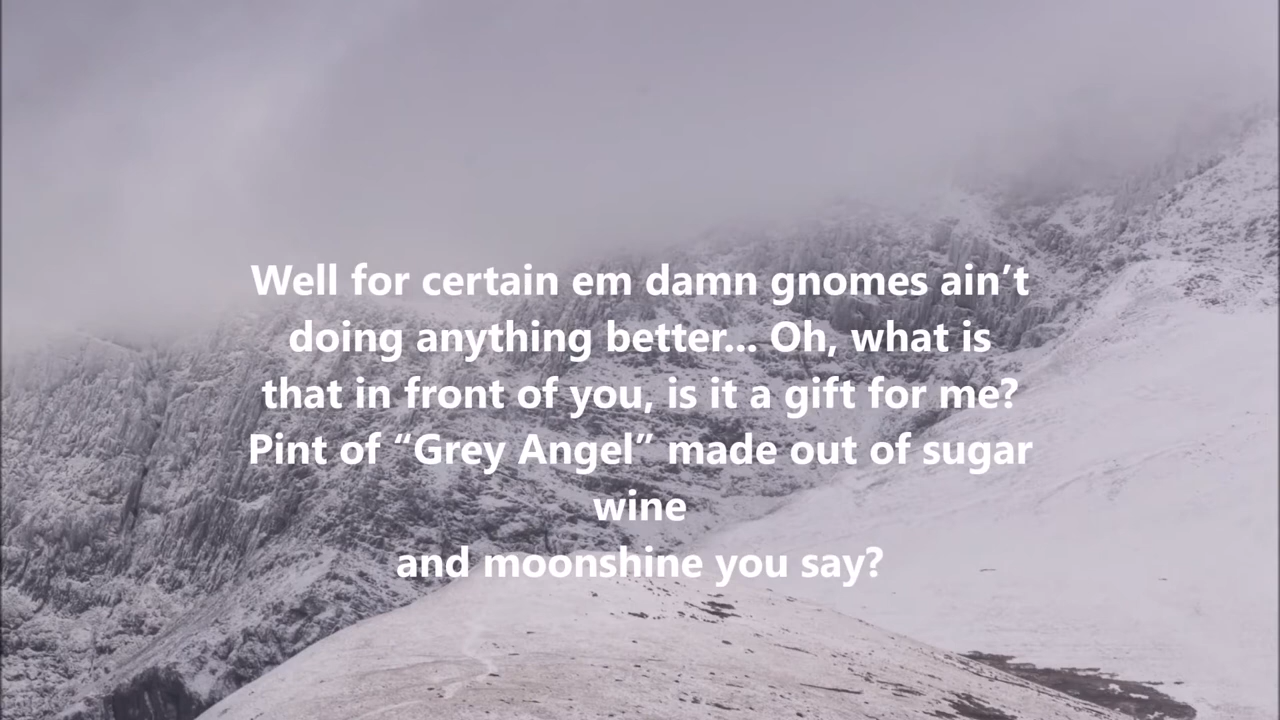 Well for certain em damn gnomes ain’t
doing anything better... Oh, what is
that in front of you, is it a gift for me?
Pint of “Grey Angel” made out of sugar
wine
and moonshine you say?